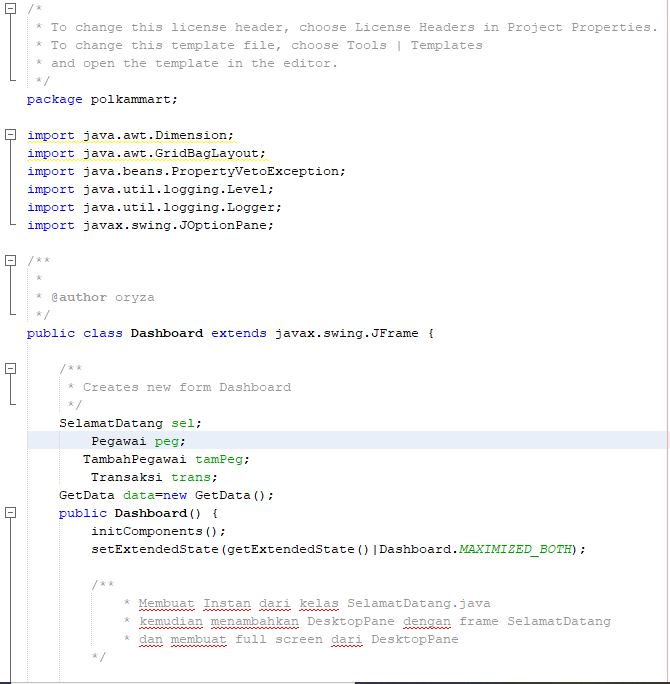 /*
 * To change this license header, choose License Headers in Project Properties.
 * To change this template file, choose Tools | Templates
 * and open the template in the editor.
 */
package polkammart;
import java.awt.Dimension;
import java.awt.GridBagLayout;
import java.beans.PropertyVetoException;
import java.util.logging.Level;
import java.util.logging.Logger;
import javax.swing.JOptionPane;
/**
 *
 * @author oryza
 */
public class Dashboard extends javax.swing.JFrame {
    /**
     * Creates new form Dashboard
     */
    SelamatDatang sel;
        Pegawai peg;
       TambahPegawai tamPeg;
        Transaksi trans;
    GetData data=new GetData();
    public Dashboard() {
        initComponents();
        setExtendedState(getExtendedState()|Dashboard.MAXIMIZED_BOTH);
        /**
            * Membuat Instan dari kelas SelamatDatang.java
            * kemudian menambahkan DesktopPane dengan frame SelamatDatang
            * dan membuat full screen dari DesktopPane
        */